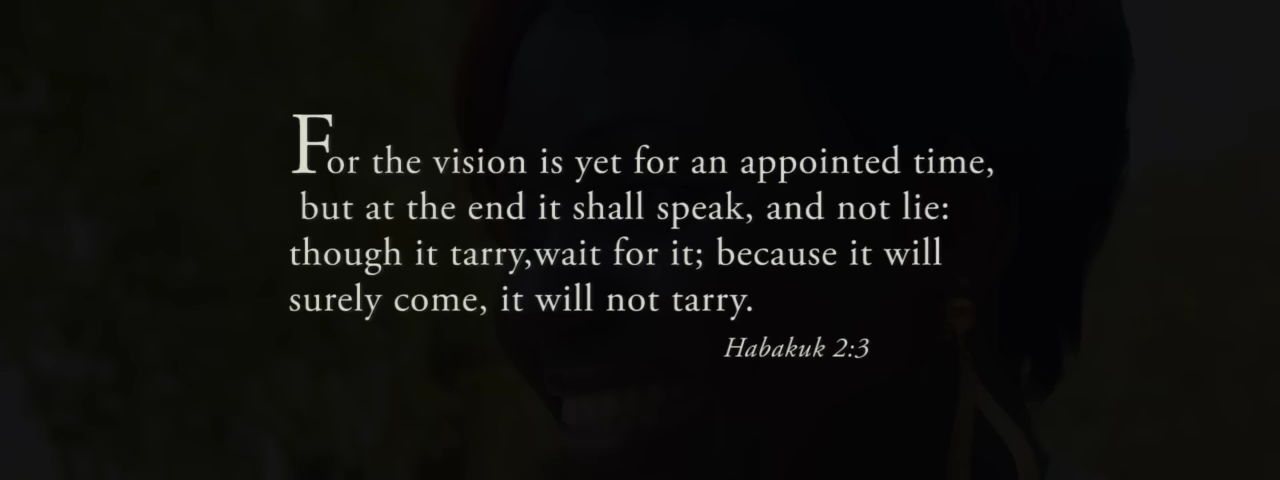 For the vision is yet for an appointed time,
but at the end it shall speak, and not lie:
though it tarry,wait for it; because it will
surely come, it will not tarry.
Habakuk 2:3